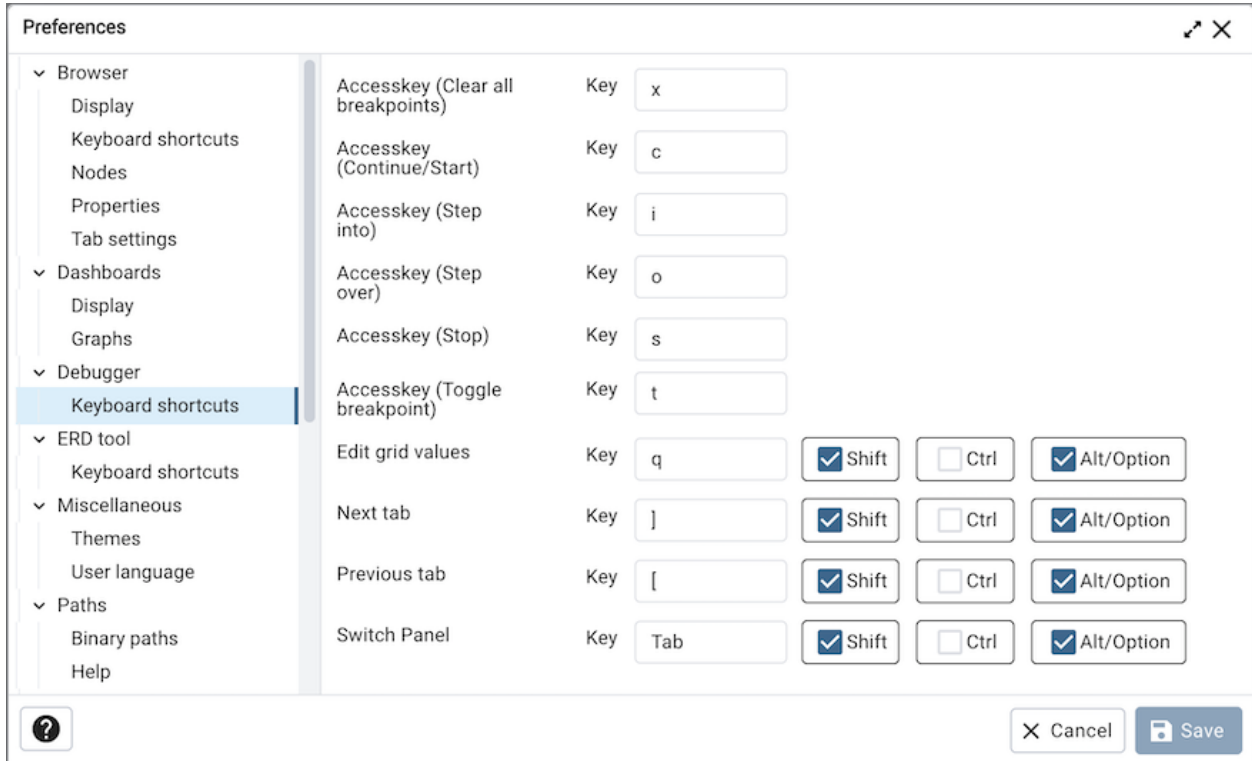 Preferences
Browser
Display
Keyboard shortcuts
Nodes
Properties
Tab settings
Dashboards
Display
Graphs
Debugger
Keyboard shortcuts
ERD tool
Keyboard shortcuts
Miscellaneous
Themes
User language
Paths
Binary paths
Help
Accesskey (Clear all
breakpoints)
Key x
Accesskey
(Continue/Start)
Key c
Accesskey (Step
into)
Key i
Accesskey (Step
over)
Key o
Accesskey (Stop) Key s
Accesskey (Toggle
breakpoint)
Key t
Edit grid values Key q Shift Ctrl Alt/Option
Next tab Key ] Shift Ctrl Alt/Option
Previous tab Key [ Shift Ctrl Alt/Option
Switch Panel Key Tab Shift Ctrl Alt/Option
? Cancel Save